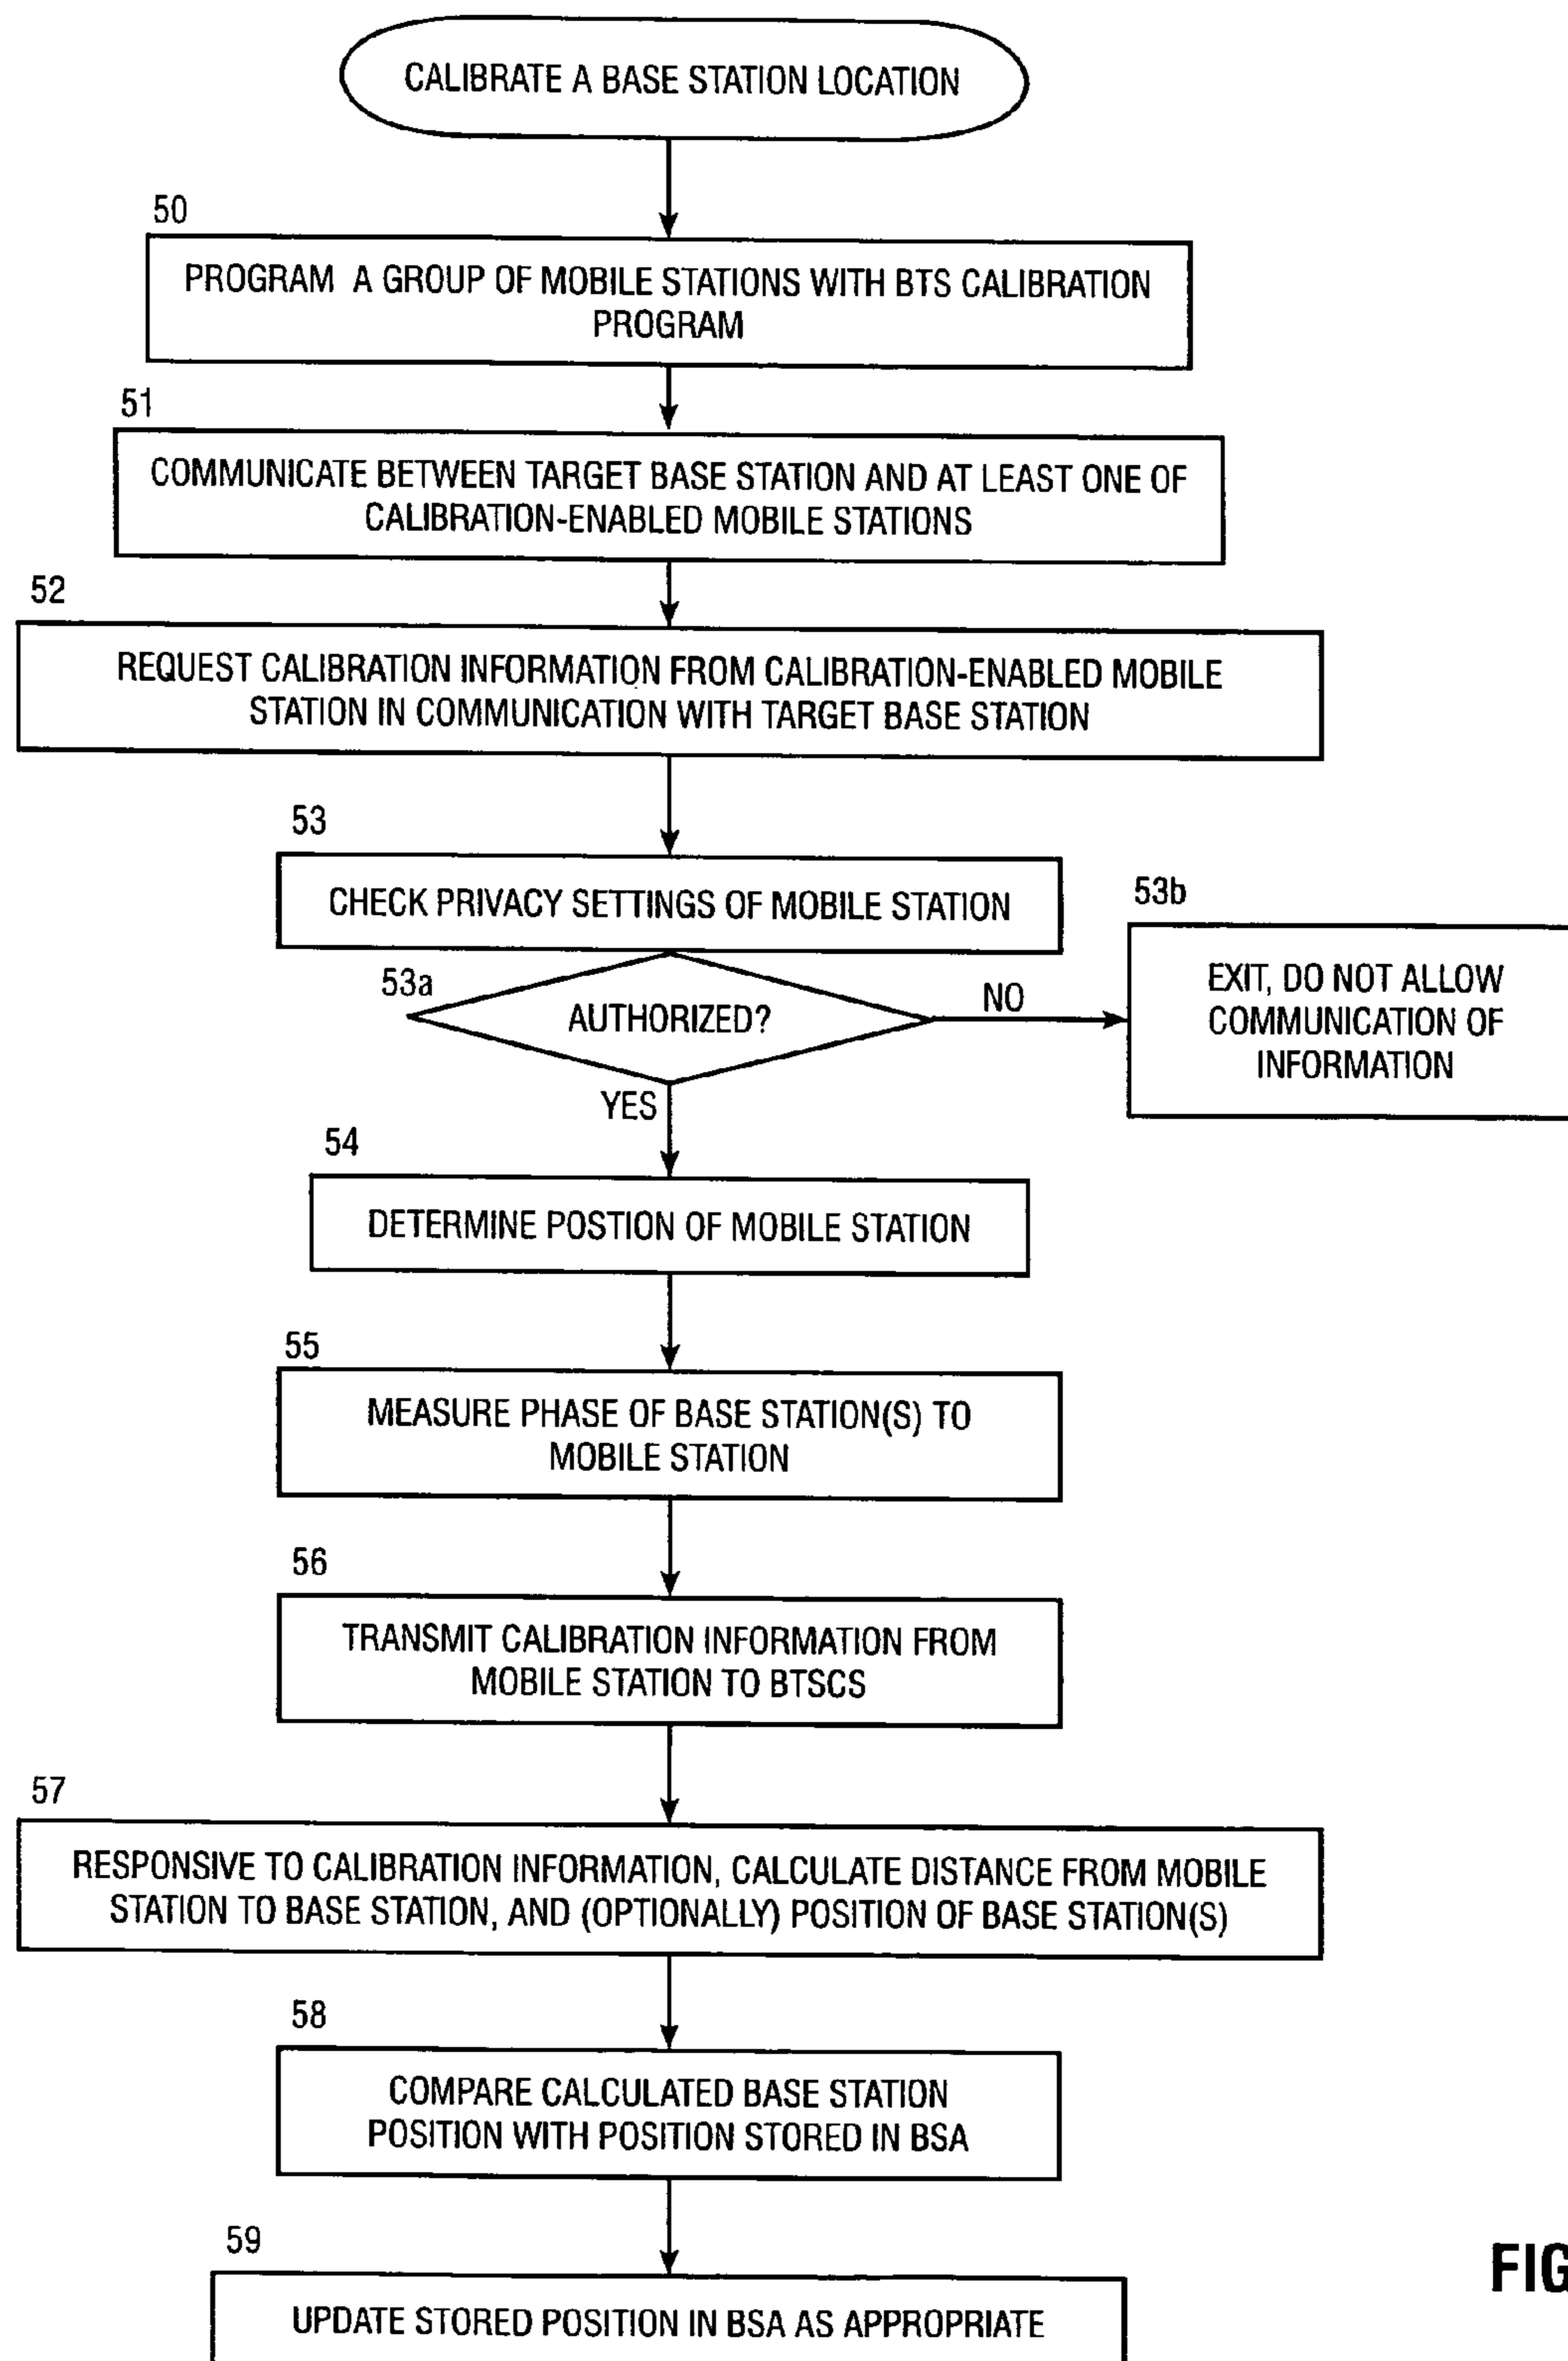 CALIBRATE A BASE STATION LOCATION
50
PROGRAM A GROUP OF MOBILE STATIONS WITH BTS CALIBRATION
PROGRAM
51
COMMUNICATE BETWEEN TARGET BASE STATION AND AT LEAST ONE OF
CALIBRATION-ENABLED MOBILE STATIONS
52
REQUEST CALIBRATION INFORMATION FROM CALIBRATION-ENABLED MOBILE
STATION IN COMMUNICATION WITH TARGET BASE STATION
53
CHECK PRIVACY SETTINGS OF MOBILE STATION
53a
AUTHORIZED?
NO
53b
EXIT, DO NOT ALLOW
COMMUNICATION OF
INFORMATION
YES
54
DETERMINE POSTION OF MOBILE STATION
55
MEASURE PHASE OF BASE STATION(S) TO
MOBILE STATION
56
TRANSMIT CALIBRATION INFORMATION FROM
MOBILE STATION TO BTSCS
57
RESPONSIVE TO CALIBRATION INFORMATION, CALCULATE DISTANCE FROM MOBILE
STATION TO BASE STATION, AND (OPTIONALLY) POSITION OF BASE STATION(S)
58
COMPARE CALCULATED BASE STATION
POSITION WITH POSITION STORED IN BSA
59
UPDATE STORED POSITION IN BSA AS APPROPRIATE
FIG